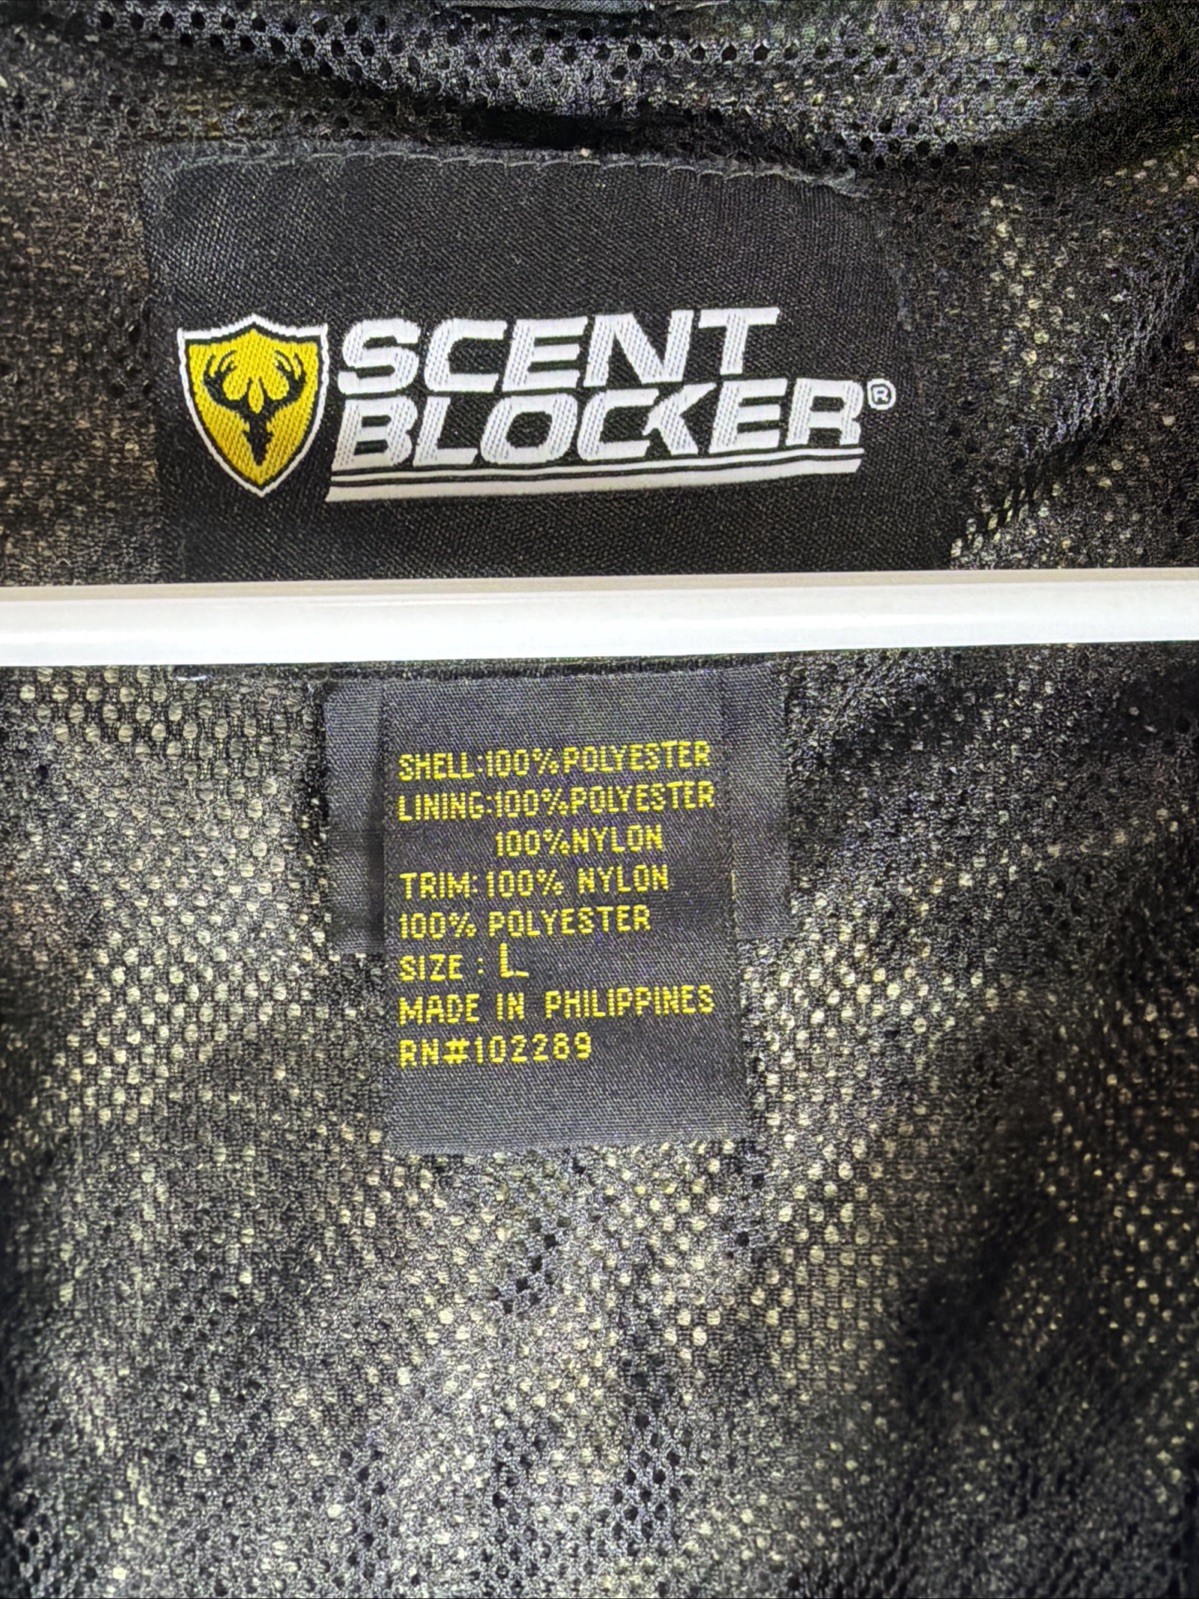 SCENT
BLOCKER®
SHELL:100%POLYESTER
LINING:100%POLYESTER
100%NYLON
TRIM:100% NYLON
100% POLYESTER
SIZE : L
MADE IN PHILIPPINES
RN#102289